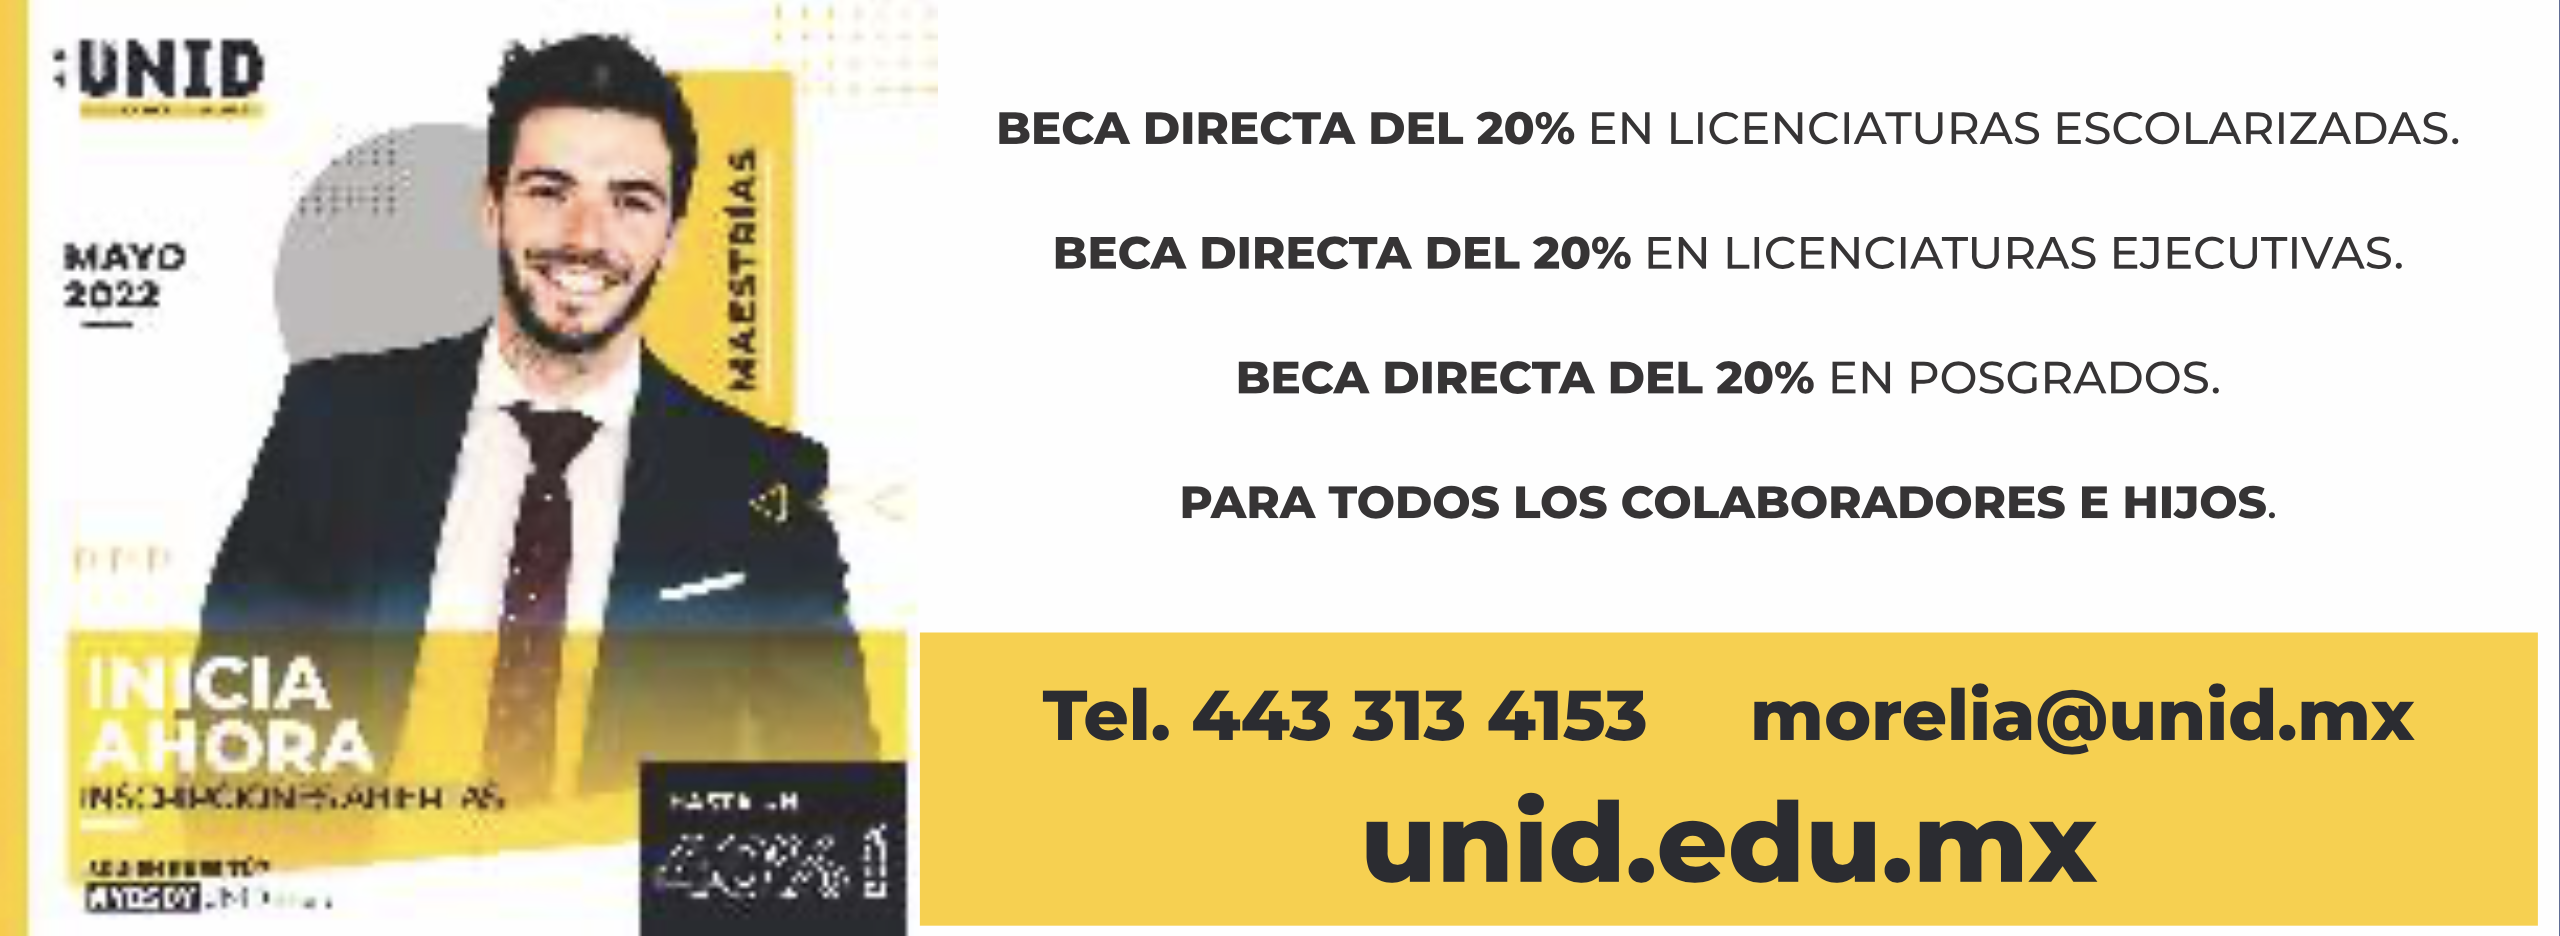 UNID
MAYO
2022
MAESTRÍAS
INICIA
AHORA
INSCRIPCIONES ABIERTAS
BECA DIRECTA DEL 20% EN LICENCIATURAS ESCOLARIZADAS.
BECA DIRECTA DEL 20% EN LICENCIATURAS EJECUTIVAS.
BECA DIRECTA DEL 20% EN POSGRADOS.
PARA TODOS LOS COLABORADORES E HIJOS.
Tel. 443 313 4153 morelia@unid.mx
unid.edu.mx